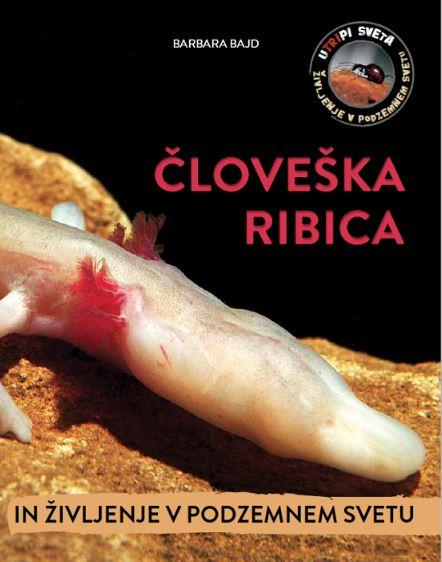 BARBARA BAJD
UTRIPI SVETA
ŽIVLJENJE V PODZEMNEM SVETU
ČLOVEŠKA
RIBICA
IN ŽIVLJENJE V PODZEMNEM SVETU